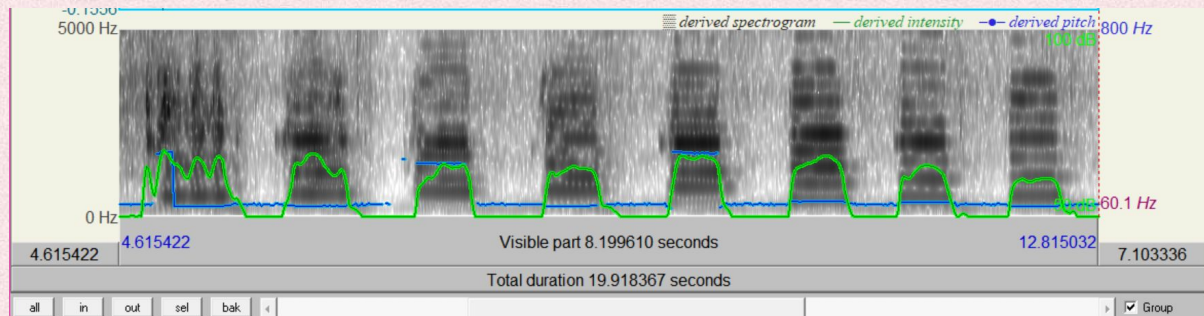 -0.1556
5000 Hz
derived spectrogram derived intensity derived pitch
800 Hz
100 dB
0 Hz
60.1 Hz
4.615422
4.615422 Visible part 8.199610 seconds 12.815032
7.103336
Total duration 19.918367 seconds
all in out sel bak Group